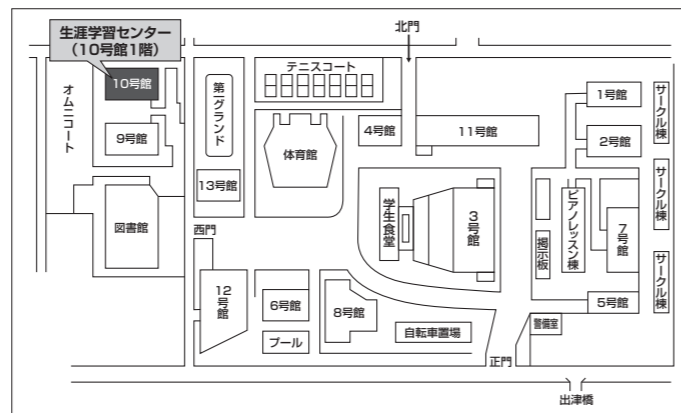 生涯学習センター
（10号館1階）
北門
テニスコート
10号館
オムニコート
第一グランド
1号館
サークル棟
4号館
11号館
9号館
体育館
2号館
13号館
サークル棟
学生食堂
3号館
ピアノレッスン棟
図書館
西門
掲示板
7号館
サークル棟
12号館
6号館
8号館
5号館
自転車置場
警備室
プール
正門
出津橋